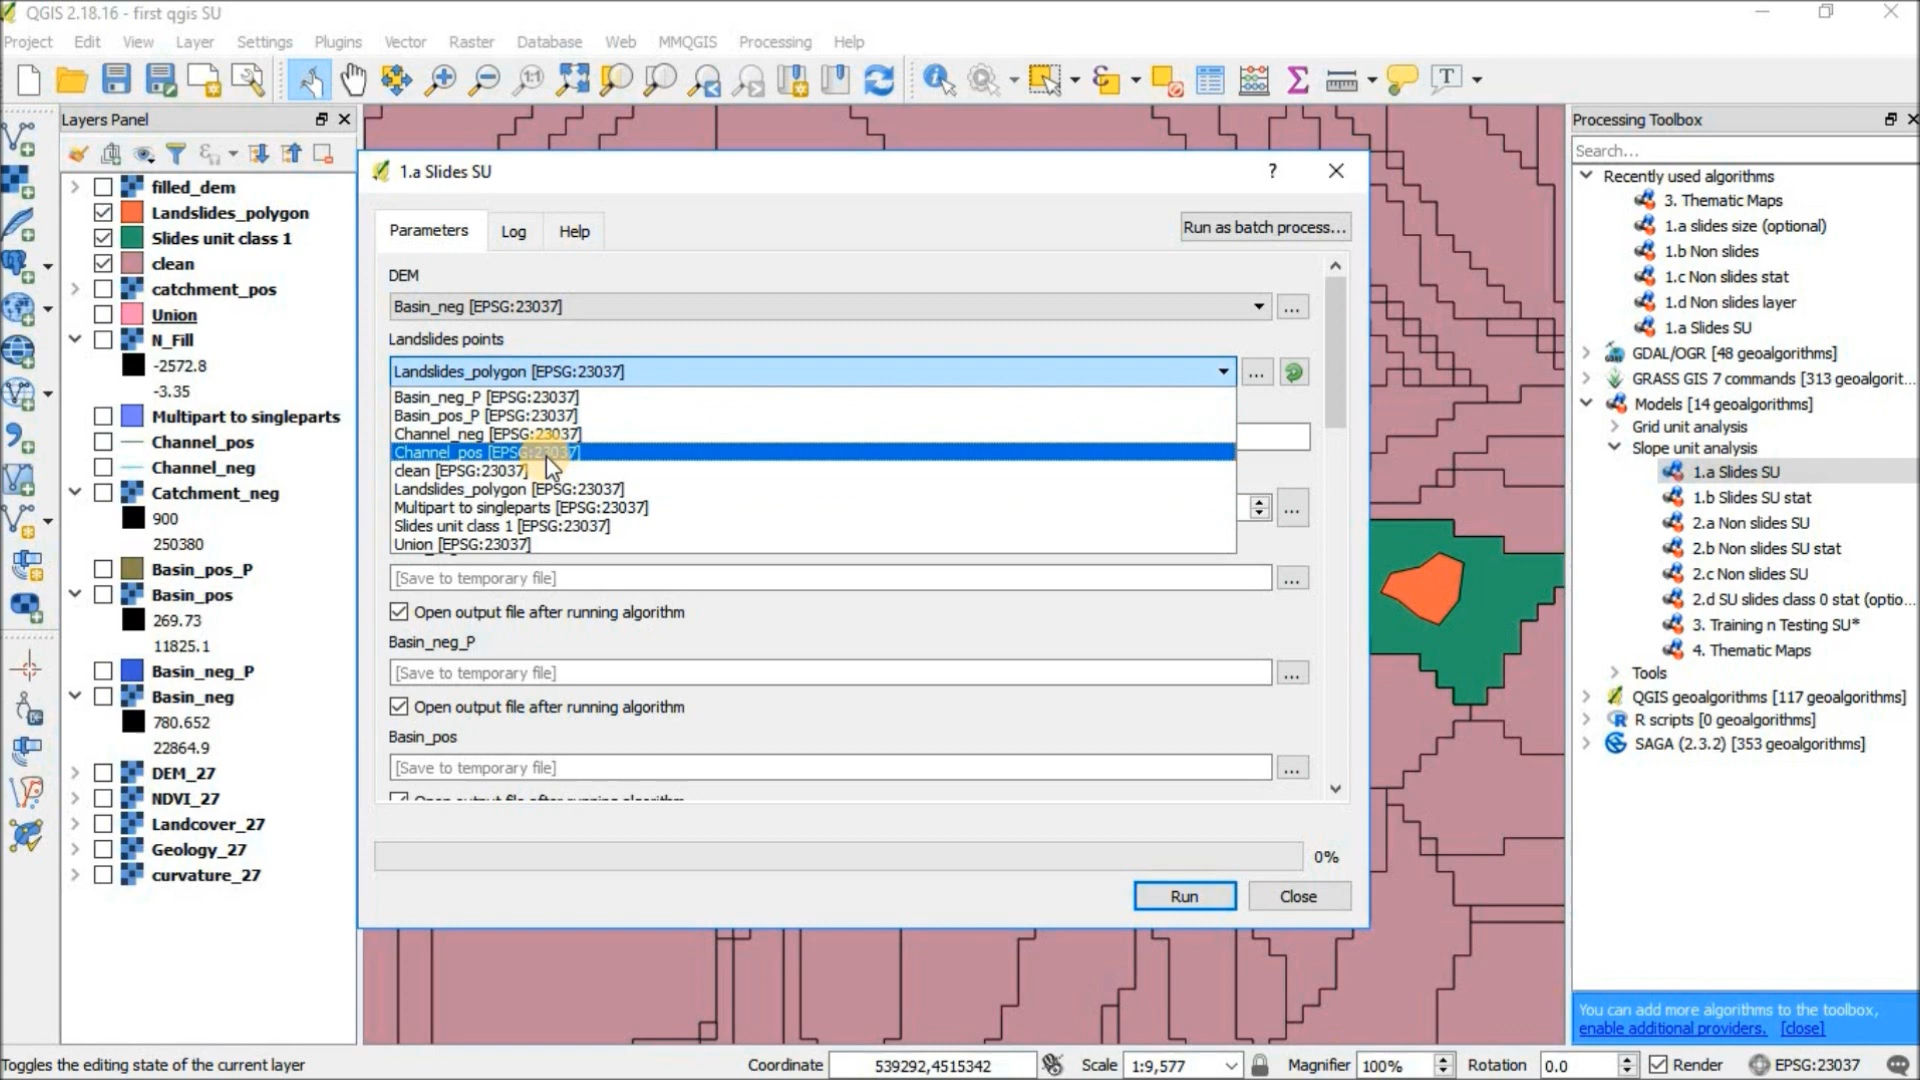 QGIS 2.18.16 - first qgis SU
Project Edit View Layer Settings Plugins Vector Raster Database Web MMQGIS Processing Help
Layers Panel
filled_dem
Landslides_polygon
Slides unit class 1
clean
catchment_pos
Union
N_Fill
-2572.8
-3.35
Multipart to singleparts
Channel_pos
Channel_neg
Catchment_neg
900
250380
Basin_pos_P
Basin_pos
269.73
11825.1
Basin_neg_P
Basin_neg
780.652
22864.9
DEM_27
NDVI_27
Landcover_27
Geology_27
curvature_27
1.a Slides SU
?
Parameters Log Help
Run as batch process...
DEM
Basin_neg [EPSG:23037]
...
Landslides points
Landslides_polygon [EPSG:23037]
...
Basin_neg_P [EPSG:23037]
Basin_pos_P [EPSG:23037]
Channel_neg [EPSG:23037]
Channel_pos [EPSG:23037]
clean [EPSG:23037]
Landslides_polygon [EPSG:23037]
Multipart to singleparts [EPSG:23037]
Slides unit class 1 [EPSG:23037]
Union [EPSG:23037]
...
[Save to temporary file]
...
Open output file after running algorithm
Basin_neg_P
[Save to temporary file]
...
Open output file after running algorithm
Basin_pos
[Save to temporary file]
...
Open output file after running algorithm
0%
Run Close
Processing Toolbox
Search...
Recently used algorithms
3. Thematic Maps
1.a slides size (optional)
1.b Non slides
1.c Non slides stat
1.d Non slides layer
1.a Slides SU
GDAL/OGR [48 geoalgorithms]
GRASS GIS 7 commands [313 geoalgorit...
Models [14 geoalgorithms]
Grid unit analysis
Slope unit analysis
1.a Slides SU
1.b Slides SU stat
2.a Non slides SU
2.b Non slides SU stat
2.c Non slides SU
2.d SU slides class 0 stat (optio...
3. Training n Testing SU*
4. Thematic Maps
Tools
QGIS geoalgorithms [117 geoalgorithms]
R scripts [0 geoalgorithms]
SAGA (2.3.2) [353 geoalgorithms]
You can add more algorithms to the toolbox,
enable additional providers. [close]
Toggles the editing state of the current layer
Coordinate 539292,4515342 Scale 1:9,577 Magnifier 100% Rotation 0.0 Render EPSG:23037